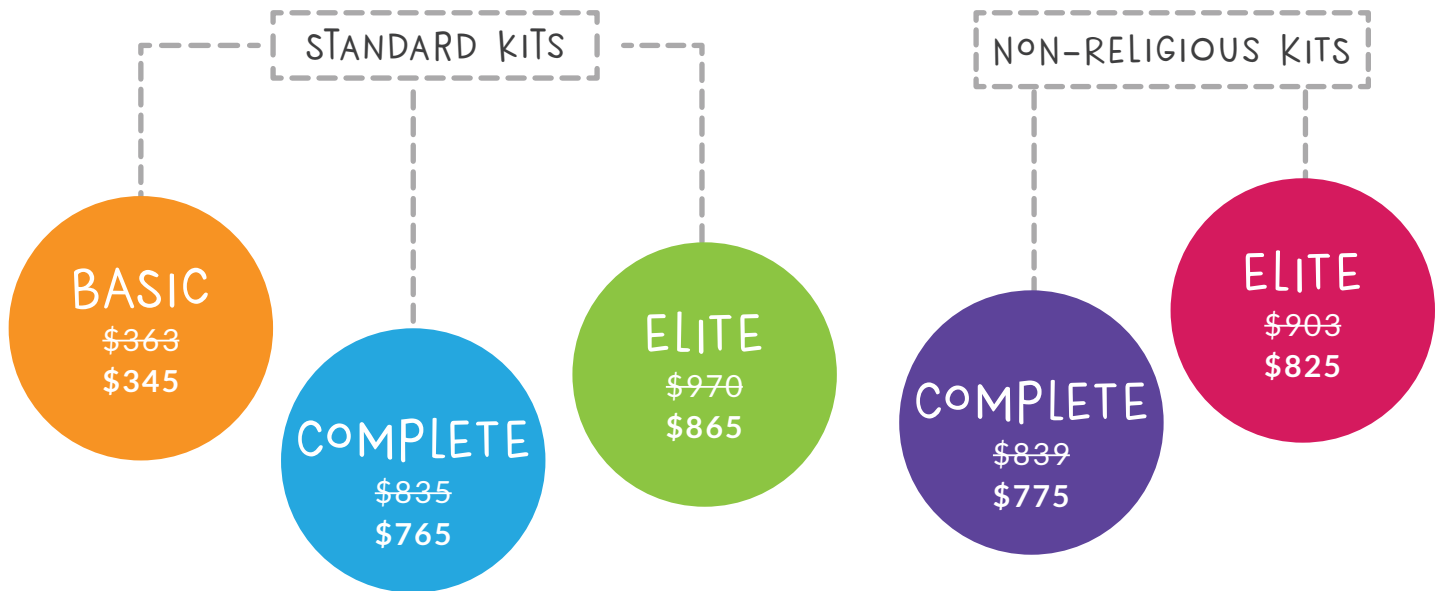 STANDARD KITS
BASIC
$363
$345
COMPLETE
$835
$765
ELITE
$970
$865
NON-RELIGIOUS KITS
COMPLETE
$839
$775
ELITE
$903
$825